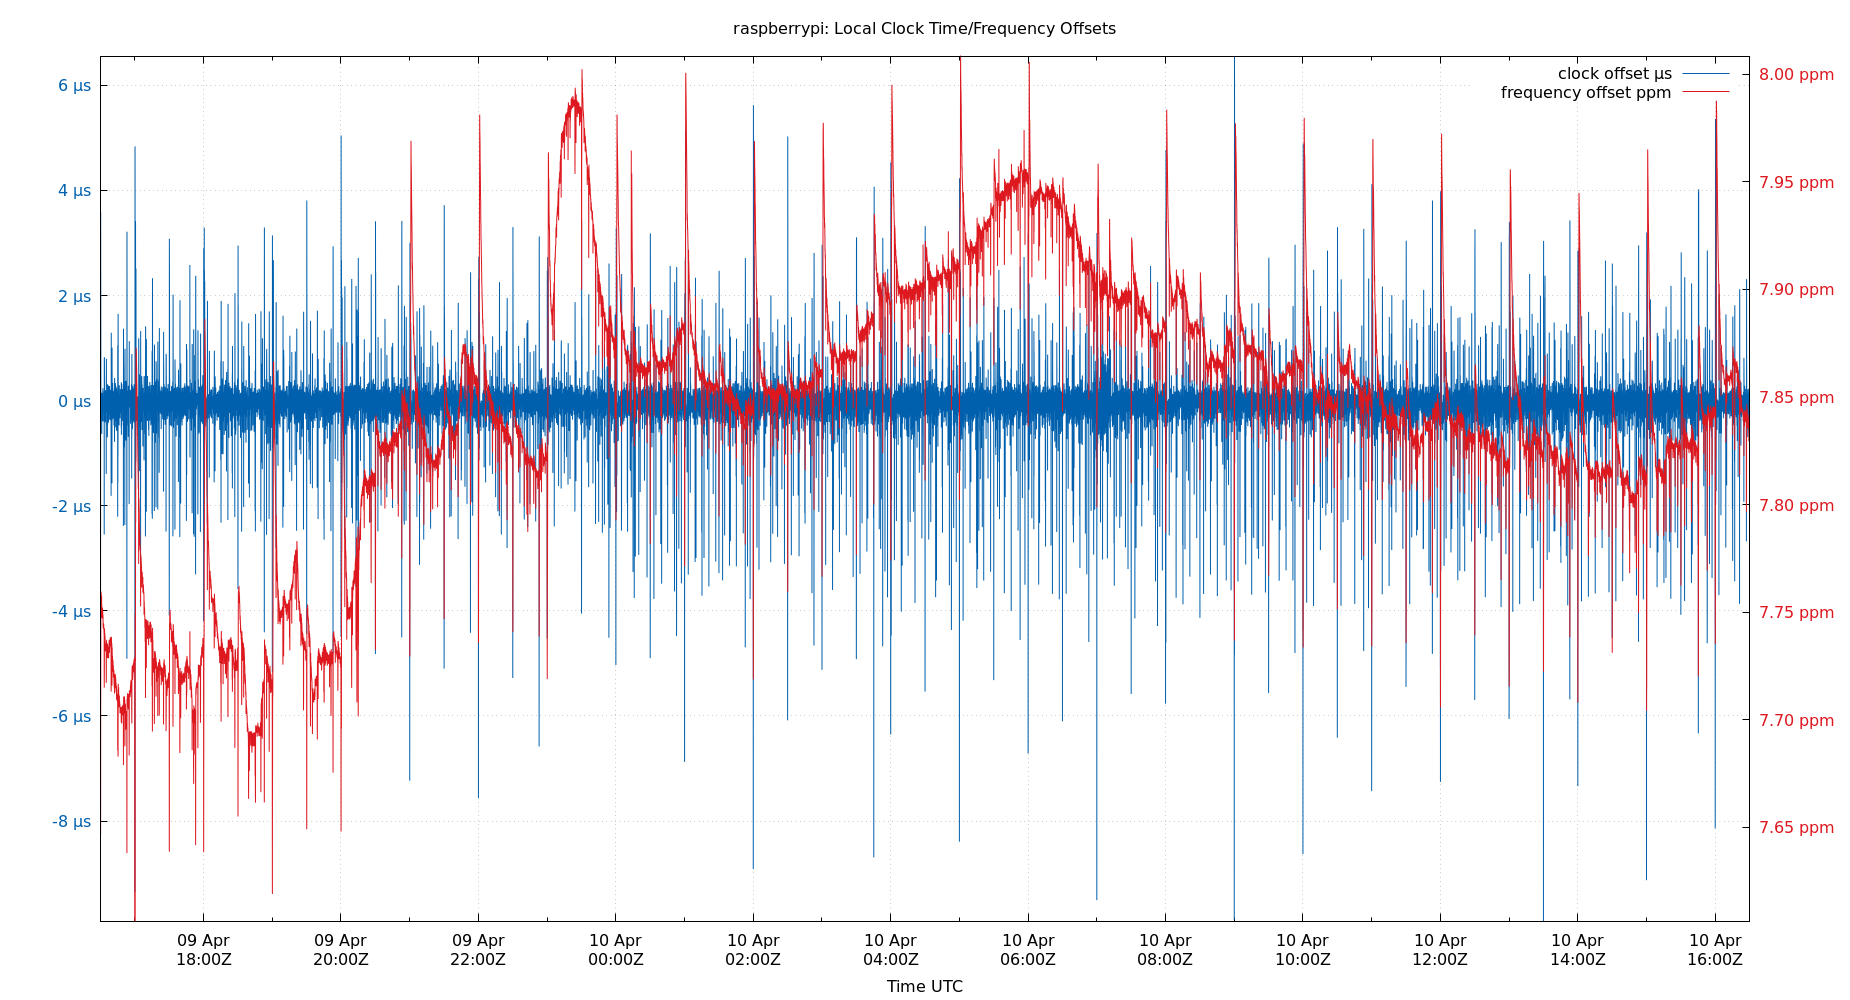 raspberrypi: Local Clock Time/Frequency Offsets
clock offset µs
frequency offset ppm
6 µs
4 µs
2 µs
0 µs
-2 µs
-4 µs
-6 µs
-8 µs
8.00 ppm
7.95 ppm
7.90 ppm
7.85 ppm
7.80 ppm
7.75 ppm
7.70 ppm
7.65 ppm
09 Apr 09 Apr 09 Apr 10 Apr 10 Apr 10 Apr 10 Apr 10 Apr 10 Apr 10 Apr 10 Apr 10 Apr
18:00Z 20:00Z 22:00Z 00:00Z 02:00Z 04:00Z 06:00Z 08:00Z 10:00Z 12:00Z 14:00Z 16:00Z
Time UTC